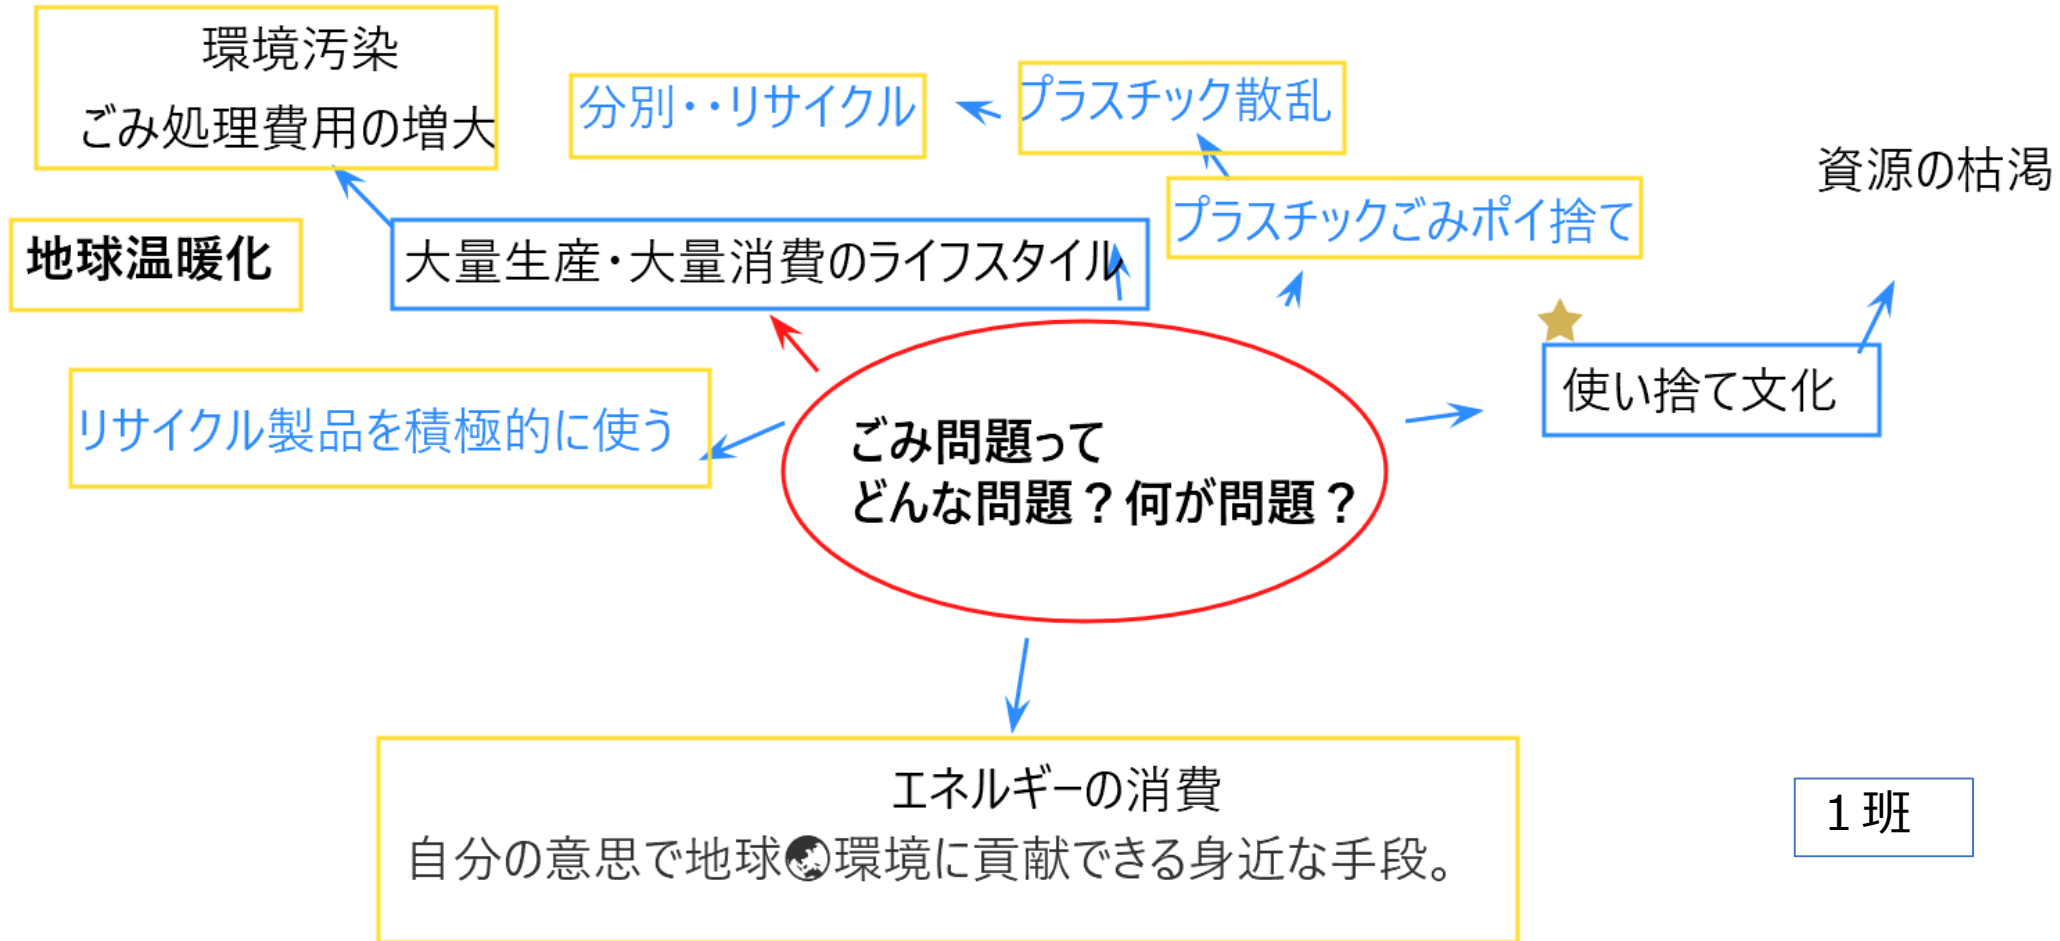 環境汚染
ごみ処理費用の増大
分別・・リサイクル
プラスチック散乱
資源の枯渇
プラスチックごみポイ捨て
地球温暖化
大量生産・大量消費のライフスタイル
使い捨て文化
リサイクル製品を積極的に使う
ごみ問題って
どんな問題？何が問題？
エネルギーの消費
自分の意思で地球🌏環境に貢献できる身近な手段。
１班